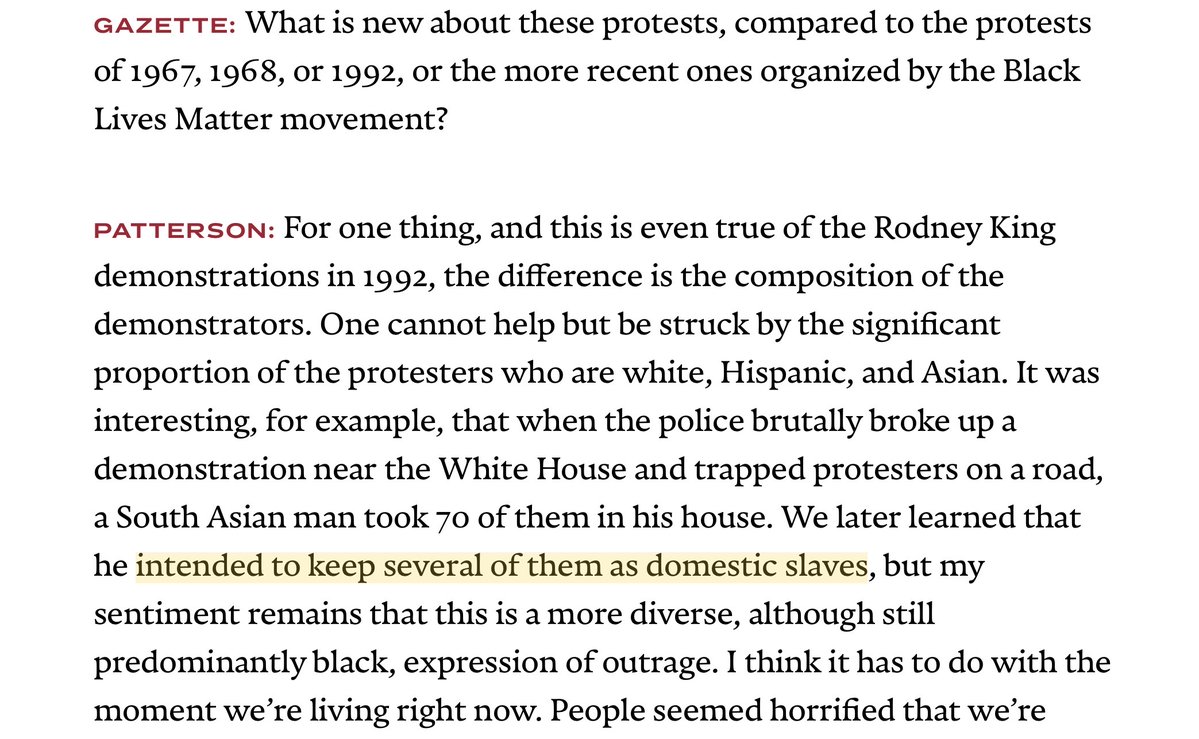 GAZETTE: What is new about these protests, compared to the protests
of 1967, 1968, or 1992, or the more recent ones organized by the Black
Lives Matter movement?
PATTERSON: For one thing, and this is even true of the Rodney King
demonstrations in 1992, the difference is the composition of the
demonstrators. One cannot help but be struck by the significant
proportion of the protesters who are white, Hispanic, and Asian. It was
interesting, for example, that when the police brutally broke up a
demonstration near the White House and trapped protesters on a road,
a South Asian man took 70 of them in his house. We later learned that
he intended to keep several of them as domestic slaves, but my
sentiment remains that this is a more diverse, although still
predominantly black, expression of outrage. I think it has to do with the
moment we’re living right now. People seemed horrified that we’re